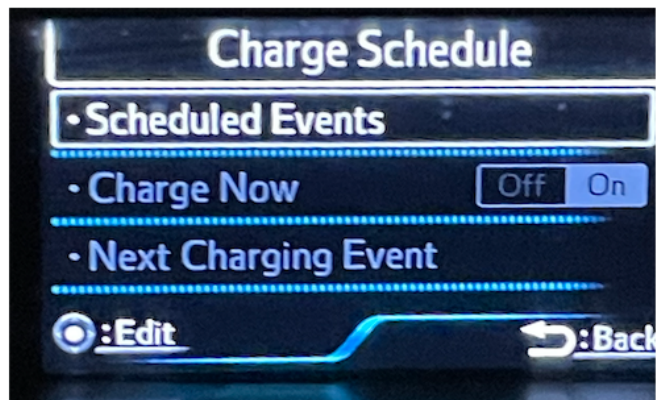 Charge Schedule
• Scheduled Events
• Charge Now Off On
• Next Charging Event
:Edit :Back